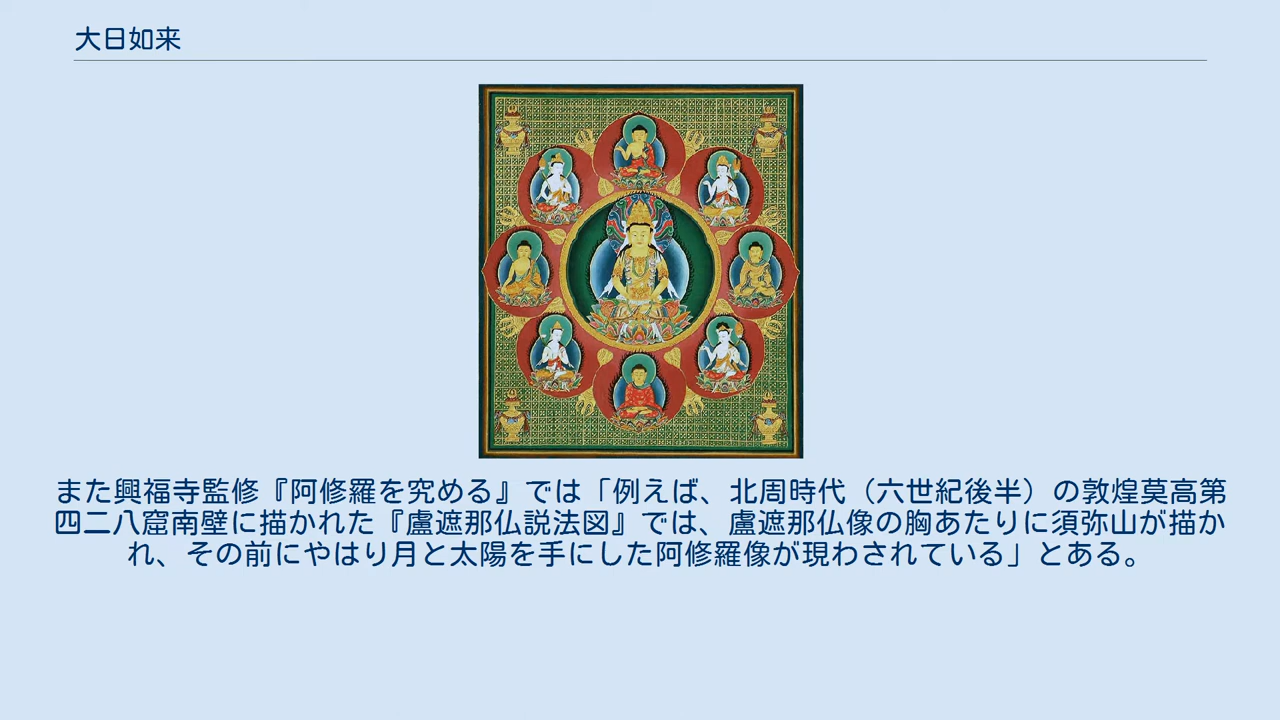 大日如来
また興福寺監修『阿修羅を究める』では「例えば、北周時代（六世紀後半）の敦煌莫高第
四二八窟南壁に描かれた『盧遮那仏説法図』では、盧遮那仏像の胸あたりに須弥山が描か
れ、その前にやはり月と太陽を手にした阿修羅像が現わされている」とある。